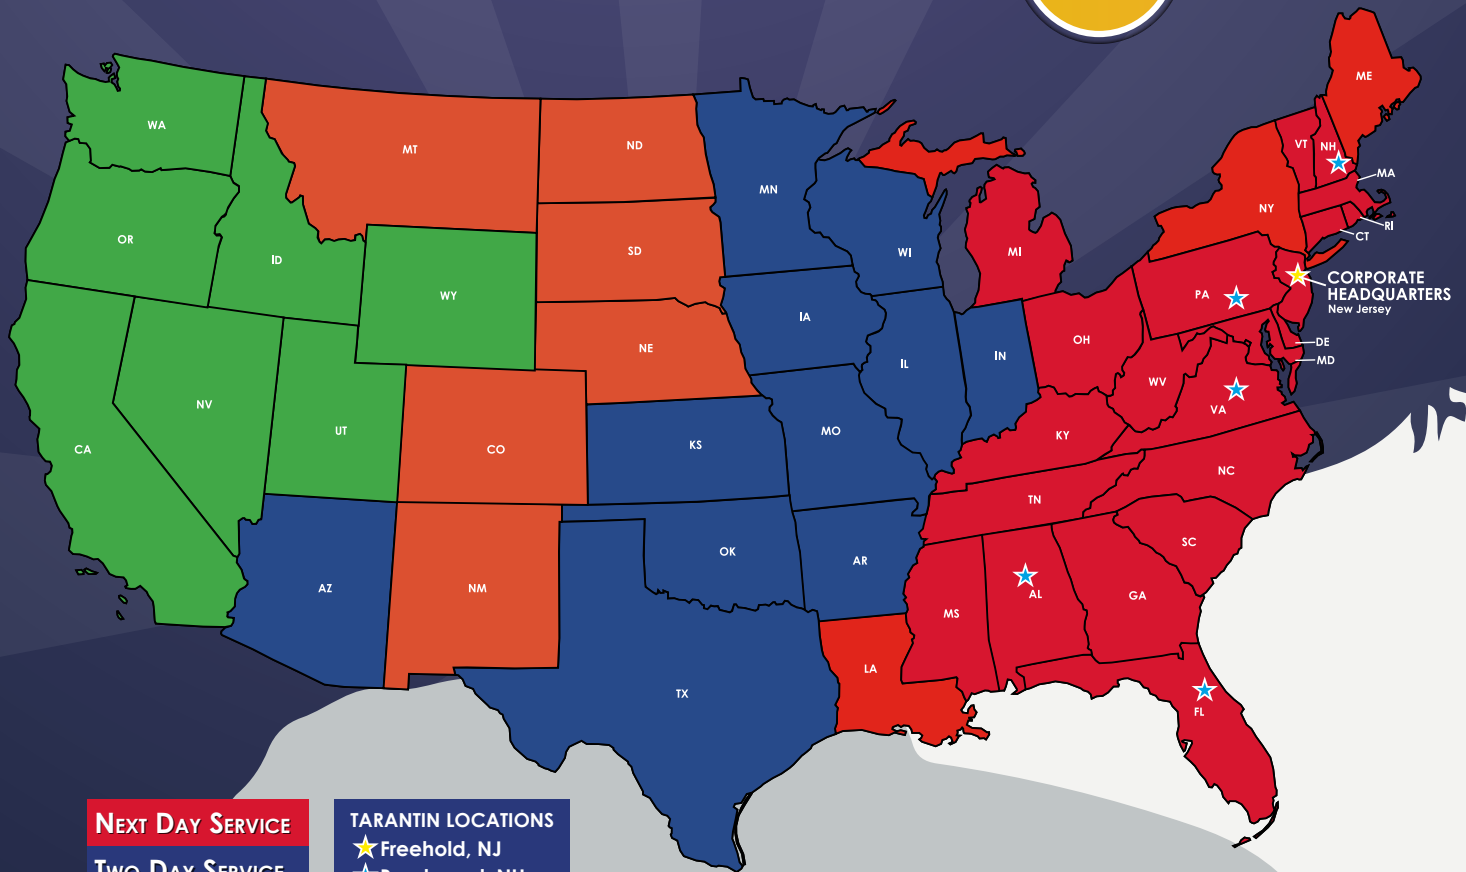 ME
WA
VT
NH
MT
ND
MA
MN
NY
RI
CT
OR
SD
WI
MI
ID
CORPORATE
HEADQUARTERS
New Jersey
PA
WY
IA
OH
DE
NE
IN
MD
IL
WV
NV
VA
UT
MO
KY
CA
CO
KS
NC
TN
SC
OK
AR
AZ
NM
AL
GA
MS
LA
TX
FL
NEXT DAY SERVICE
TWO DAY SERVICE
TARANTIN LOCATIONS
Freehold, NJ